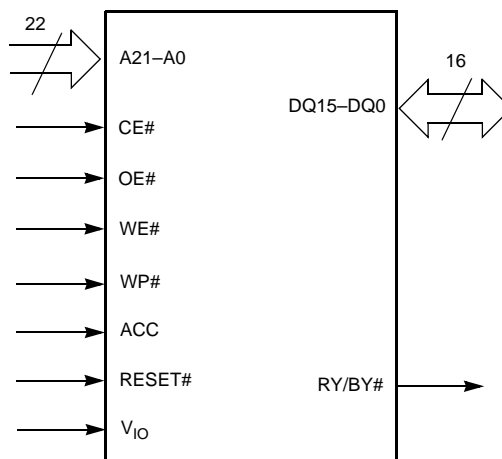 22
A21–A0
16
DQ15–DQ0
CE#
OE#
WE#
WP#
ACC
RESET#
RY/BY#
VIO